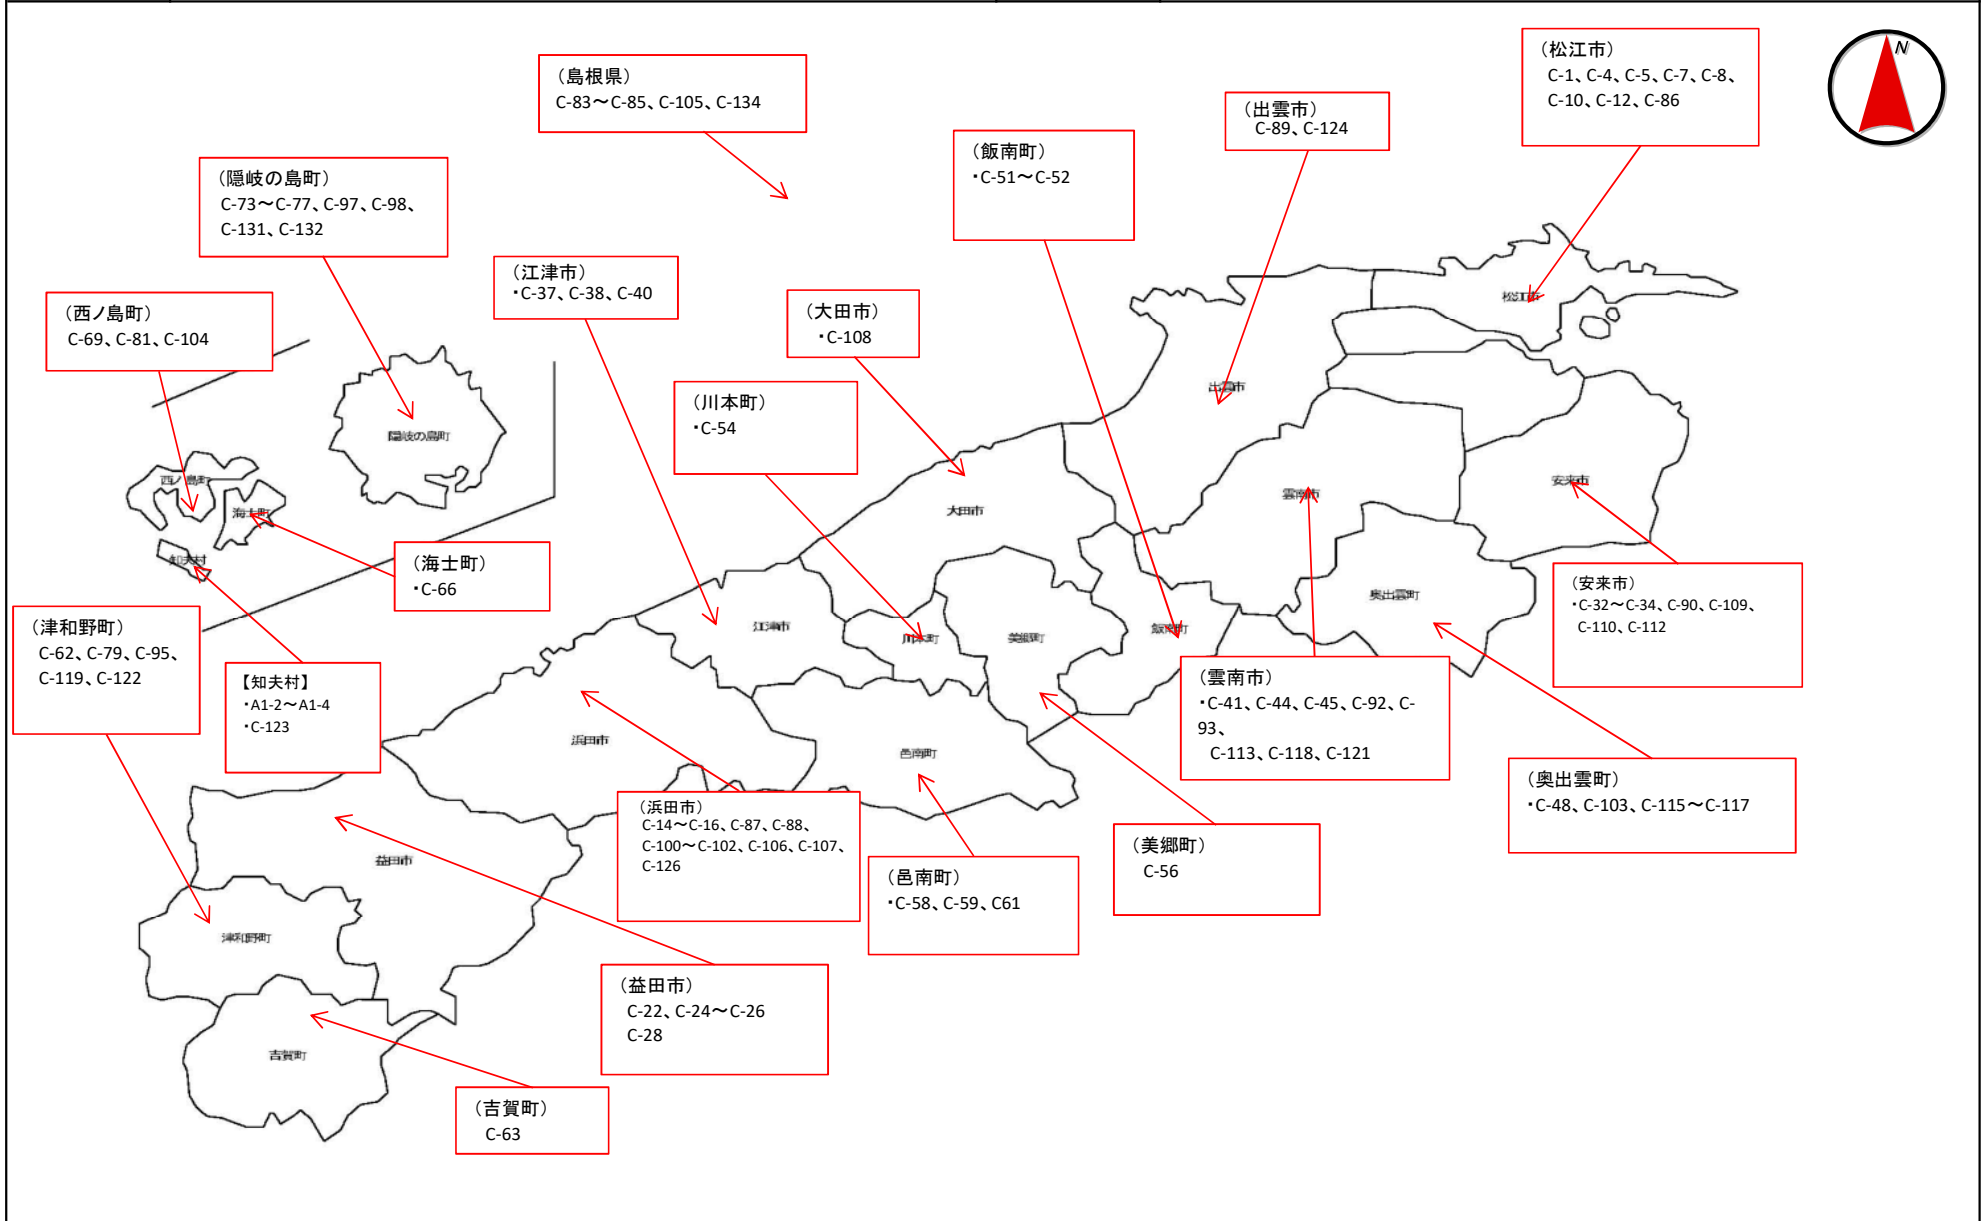 （松江市）
C-1、C-4、C-5、C-7、C-8、
C-10、C-12、C-86
N
（島根県）
C-83～C-85、C-105、C-134
（出雲市）
C-89、C-124
（飯南町）
・C-51～C-52
（隠岐の島町）
C-73～C-77、C-97、C-98、
C-131、C-132
（江津市）
・C-37、C-38、C-40
（西ノ島町）
C-69、C-81、C-104
（大田市）
・C-108
（川本町）
・C-54
松江市
出雲市
隠岐の島町
西ノ島町
海士町
知夫村
雲南市
安来市
大田市
（海士町）
・C-66
奥出雲町
（安来市）
・C-32～C-34、C-90、C-109、
C-110、C-112
（津和野町）
C-62、C-79、C-95、
C-119、C-122
江津市
川本町
美郷町
飯南町
【知夫村】
・A1-2～A1-4
・C-123
（雲南市）
・C-41、C-44、C-45、C-92、C-
93、
C-113、C-118、C-121
浜田市
邑南町
（奥出雲町）
・C-48、C-103、C-115～C-117
（浜田市）
C-14～C-16、C-87、C-88、
C-100～C-102、C-106、C-107、
C-126
（美郷町）
C-56
（邑南町）
・C-58、C-59、C61
益田市
津和野町
（益田市）
C-22、C-24～C-26
C-28
吉賀町
（吉賀町）
C-63